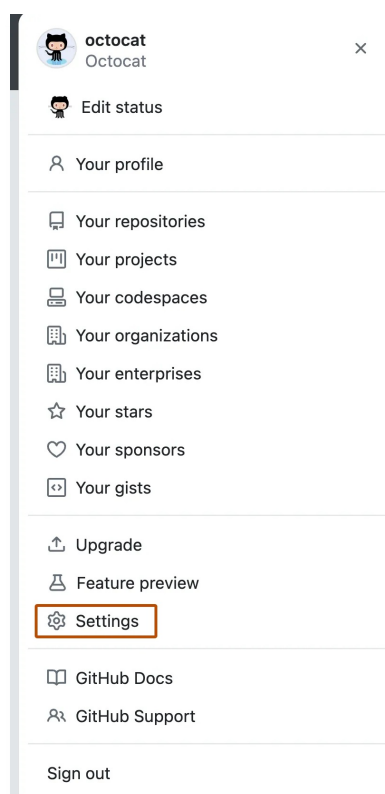 octocat
Octocat
Edit status
Your profile
Your repositories
Your projects
Your codespaces
Your organizations
Your enterprises
Your stars
Your sponsors
Your gists
Upgrade
Feature preview
Settings
GitHub Docs
GitHub Support
Sign out